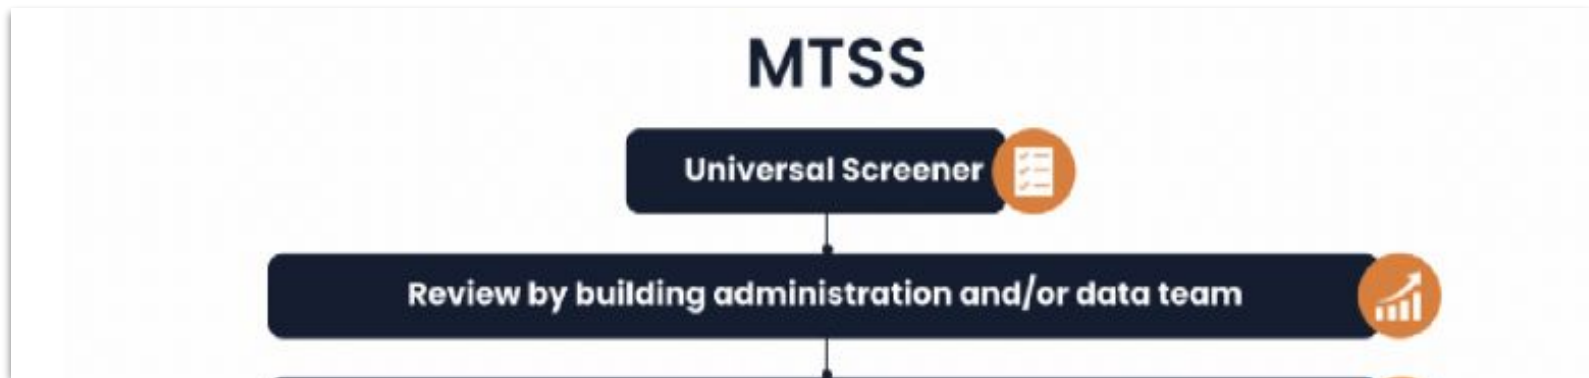 MTSS
Universal Screener
Review by building administration and/or data team